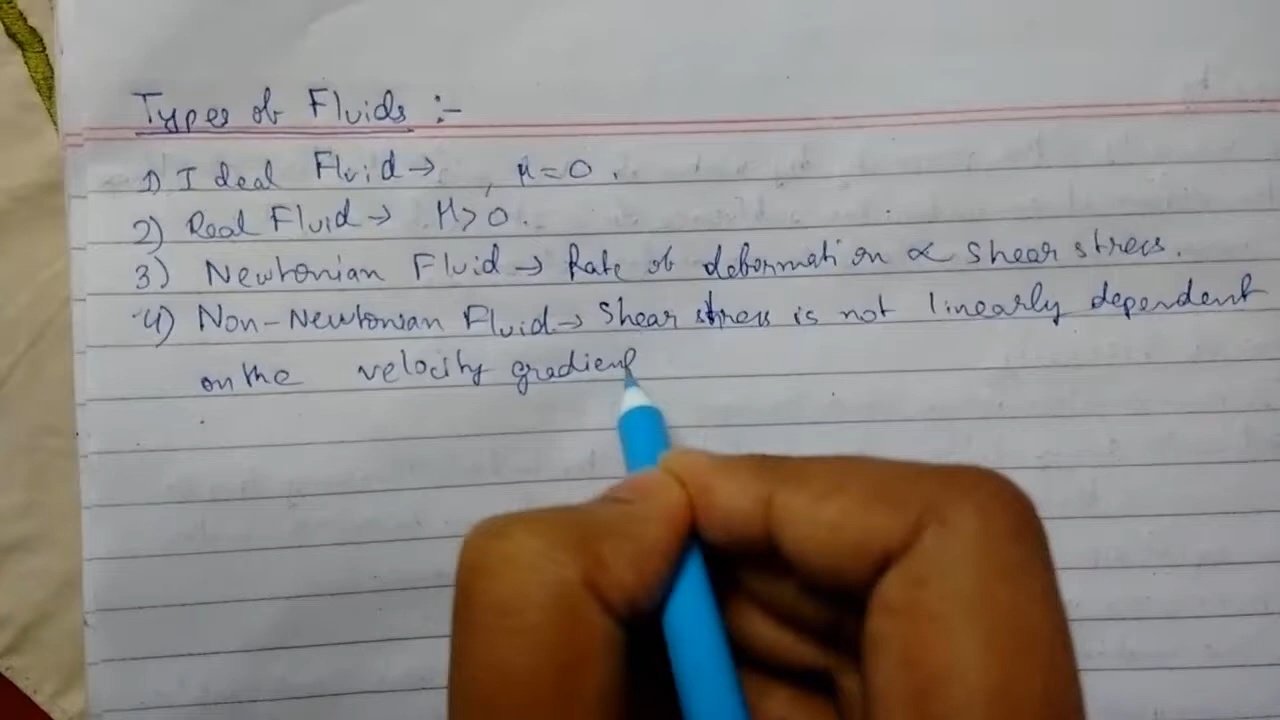 Types of Fluids :-
1) Ideal Fluid → , μ = 0 .
2) Real Fluid → μ > 0 .
3) Newtonian Fluid → Rate of deformation ∝ Shear stress.
4) Non-Newtonian Fluid → Shear stress is not linearly dependent
on the velocity gradient